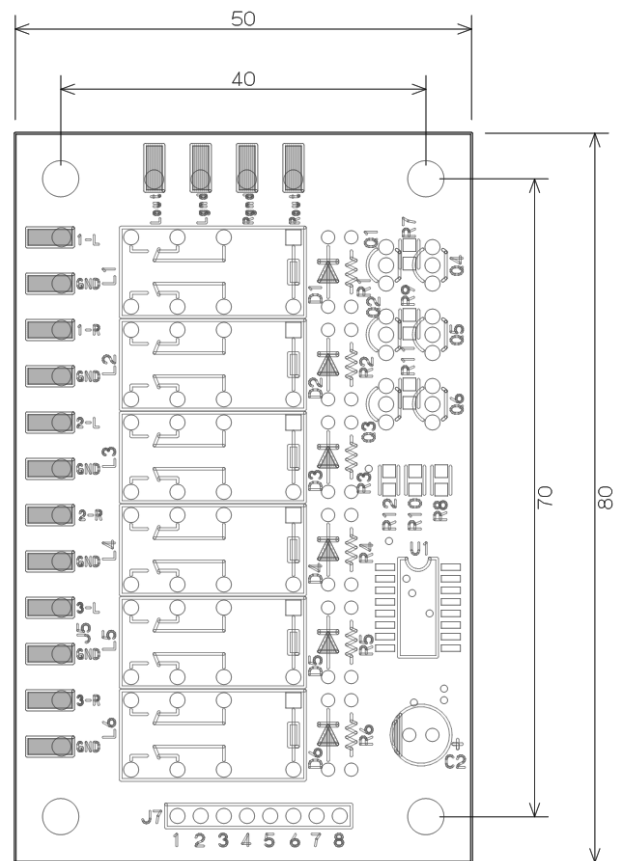 50
40
LOUT1
LGND
RGND
ROUT1
1-L
GND
1-R
GND
2-L
GND
2-R
GND
3-L
GND
3-R
GND
J5
L1
L2
L3
L4
L5
L6
D1
D2
D3
D4
D5
D6
R1
R2
R3
R4
R5
R6
Q1
R7
Q4
Q2
R9
Q5
R11
Q3
Q6
R12
R10
R8
U1
C2
+
J7
1 2 3 4 5 6 7 8
70
80